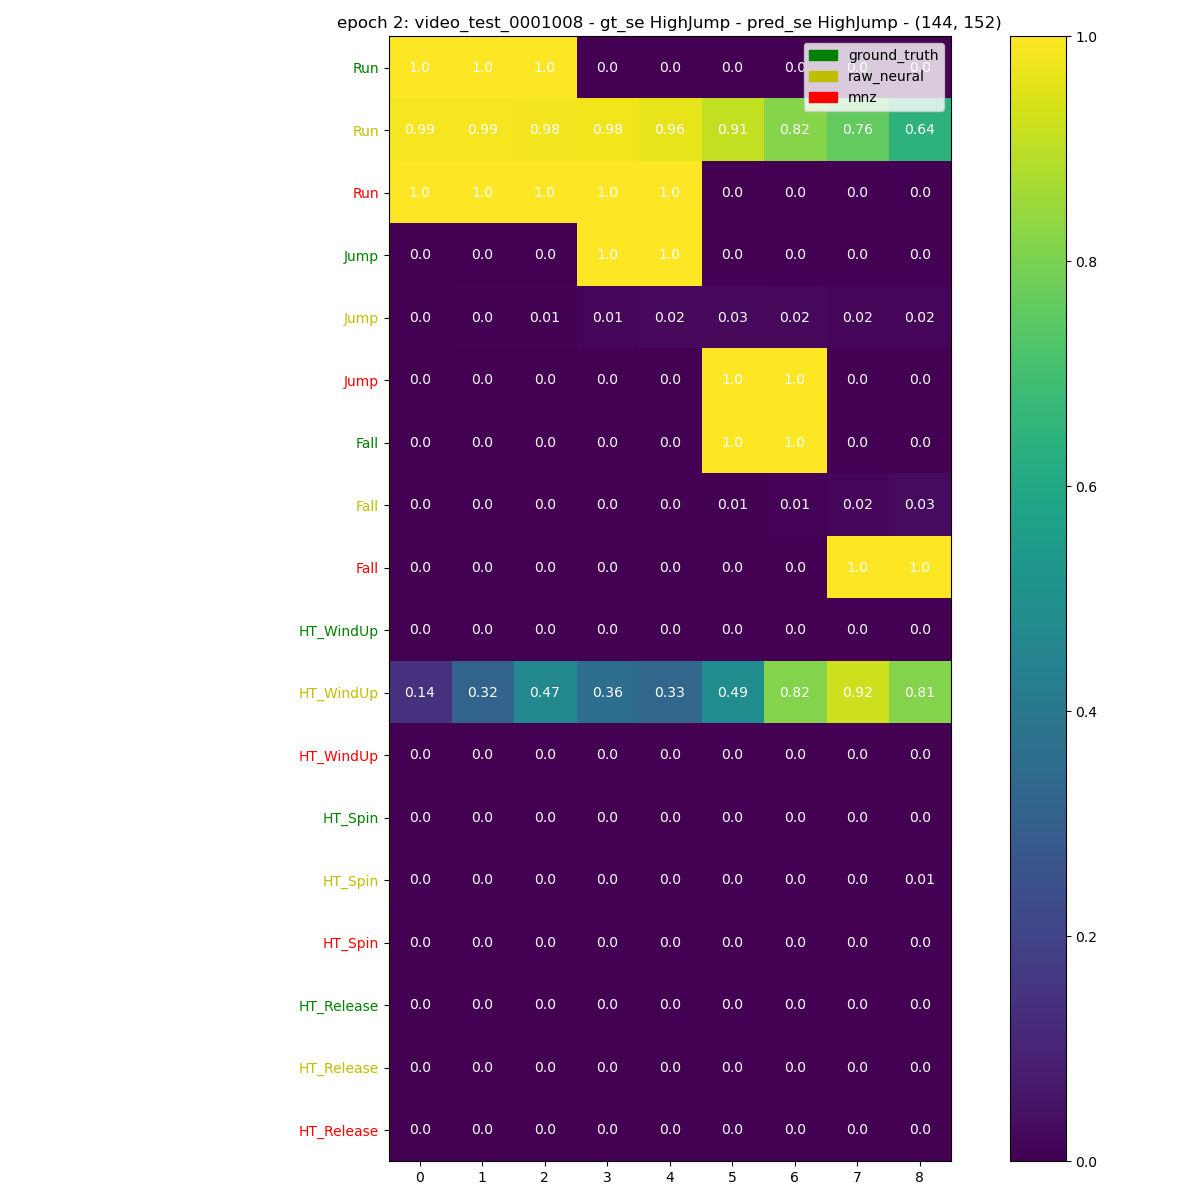 epoch 2: video_test_0001008 - gt_se HighJump - pred_se HighJump - (144, 152)
ground_truth
raw_neural
mnz
Run 1.0 1.0 1.0 0.0 0.0 0.0 0.0 0.0 0.0
Run 0.99 0.99 0.98 0.98 0.96 0.91 0.82 0.76 0.64
Run 1.0 1.0 1.0 1.0 1.0 0.0 0.0 0.0 0.0
Jump 0.0 0.0 0.0 1.0 1.0 0.0 0.0 0.0 0.0
Jump 0.0 0.0 0.01 0.01 0.02 0.03 0.02 0.02 0.02
Jump 0.0 0.0 0.0 0.0 0.0 1.0 1.0 0.0 0.0
Fall 0.0 0.0 0.0 0.0 0.0 1.0 1.0 0.0 0.0
Fall 0.0 0.0 0.0 0.0 0.0 0.01 0.01 0.02 0.03
Fall 0.0 0.0 0.0 0.0 0.0 0.0 0.0 1.0 1.0
HT_WindUp 0.0 0.0 0.0 0.0 0.0 0.0 0.0 0.0 0.0
HT_WindUp 0.14 0.32 0.47 0.36 0.33 0.49 0.82 0.92 0.81
HT_WindUp 0.0 0.0 0.0 0.0 0.0 0.0 0.0 0.0 0.0
HT_Spin 0.0 0.0 0.0 0.0 0.0 0.0 0.0 0.0 0.0
HT_Spin 0.0 0.0 0.0 0.0 0.0 0.0 0.0 0.0 0.01
HT_Spin 0.0 0.0 0.0 0.0 0.0 0.0 0.0 0.0 0.0
HT_Release 0.0 0.0 0.0 0.0 0.0 0.0 0.0 0.0 0.0
HT_Release 0.0 0.0 0.0 0.0 0.0 0.0 0.0 0.0 0.0
HT_Release 0.0 0.0 0.0 0.0 0.0 0.0 0.0 0.0 0.0
0 1 2 3 4 5 6 7 8
1.0
0.8
0.6
0.4
0.2
0.0